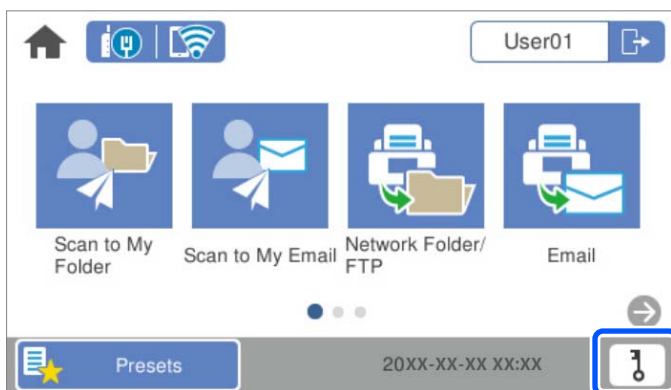 User01
Scan to My
Folder
Scan to My Email
Network Folder/
FTP
Email
Presets
20XX-XX-XX XX:XX